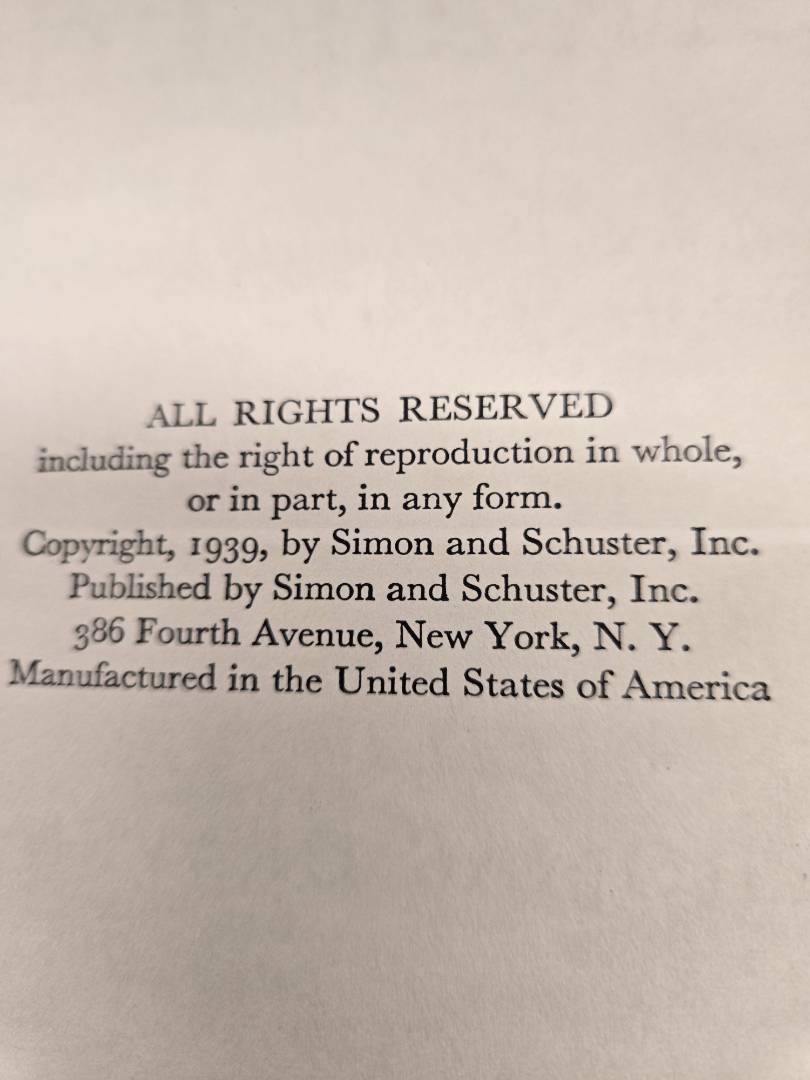 ALL RIGHTS RESERVED
including the right of reproduction in whole,
or in part, in any form.
Copyright, 1939, by Simon and Schuster, Inc.
Published by Simon and Schuster, Inc.
386 Fourth Avenue, New York, N. Y.
Manufactured in the United States of America